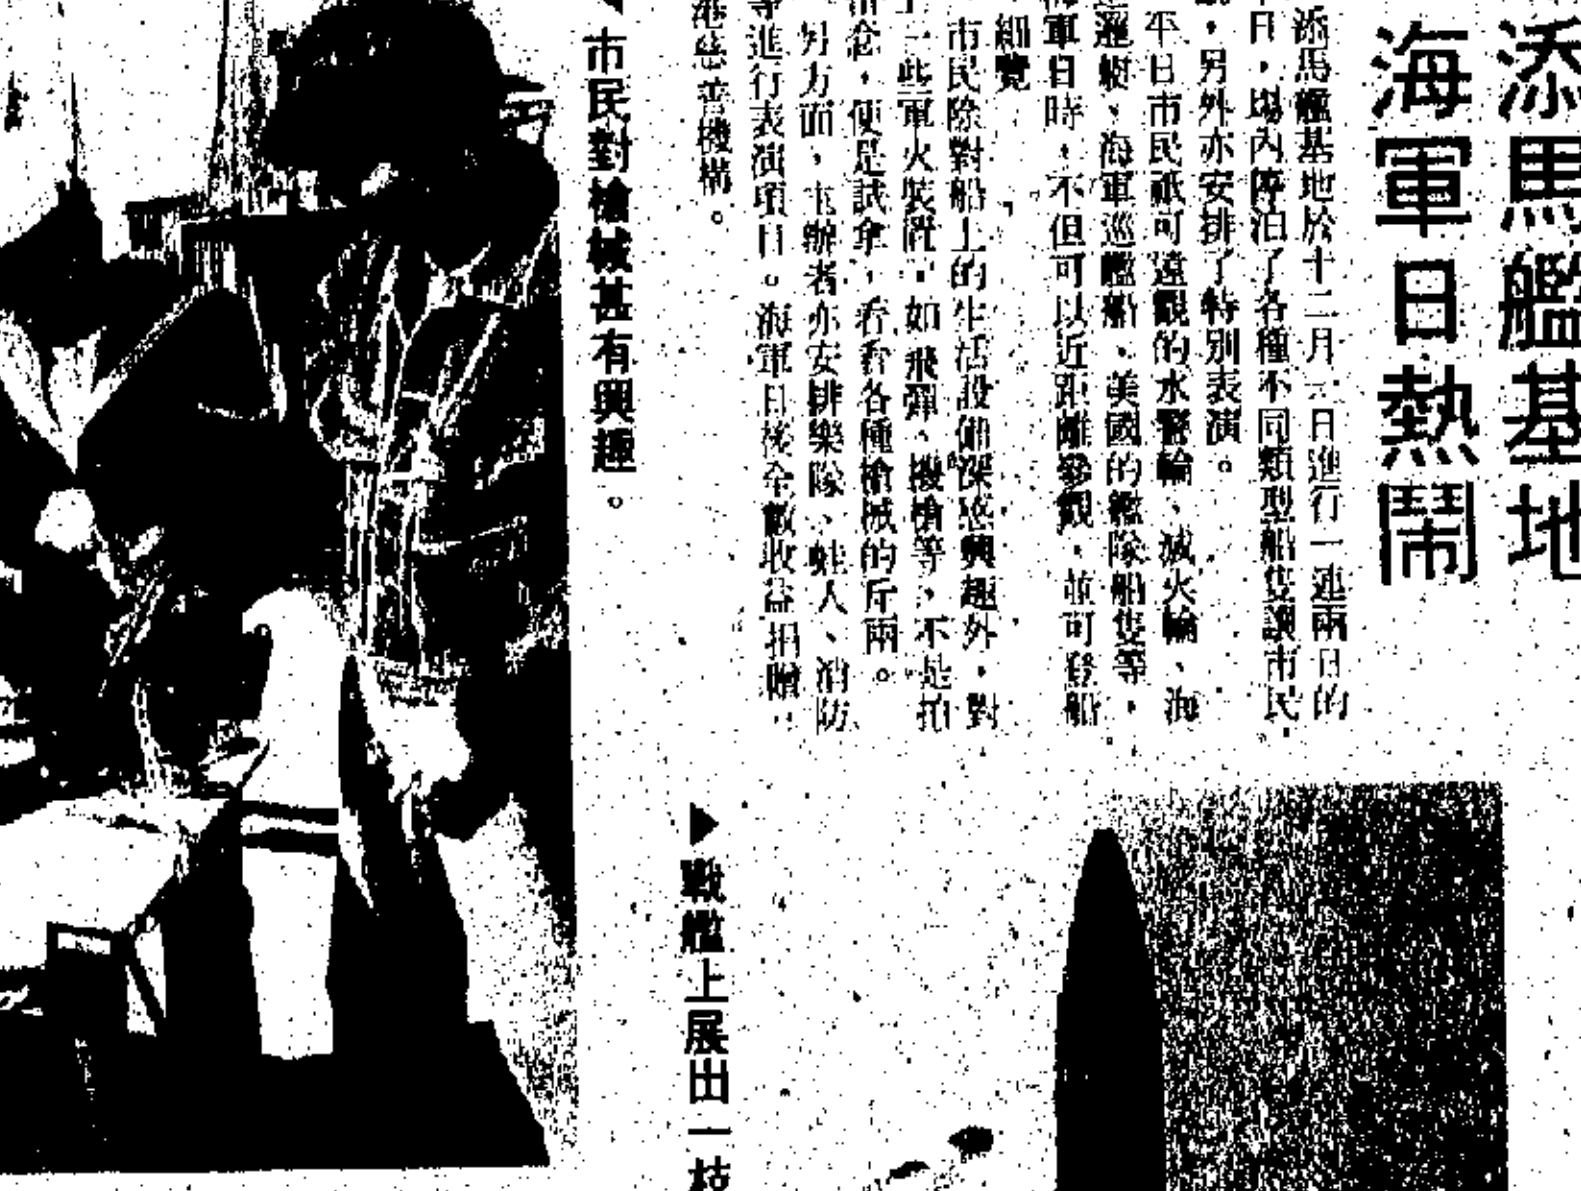 添馬艦基地
海軍日熱鬧
添馬艦基地於十二月 日進行一連兩日的
日，場內停泊了各種不同類型船隻讓市民，
，另外亦安排了特別表演。
平日市民祇可遠觀的水警輪、滅火輪、海
艇、海軍巡艦船、美國的艦隊船隻等，
軍日時，不但可以近距離參觀，並可登船
細覽
市民除對船上的生活設備深感興趣外，對
一些軍火裝置，如飛彈、機槍等，不是拍
念，便是試拿，看看各種槍械的斤兩。
另方面，主辦者亦安排樂隊、蛙人、消防
等進行表演項目。海軍日後全數收益捐贈
港慈善機構。
市民對槍械甚有興趣。
▶戰艦上展出一枝